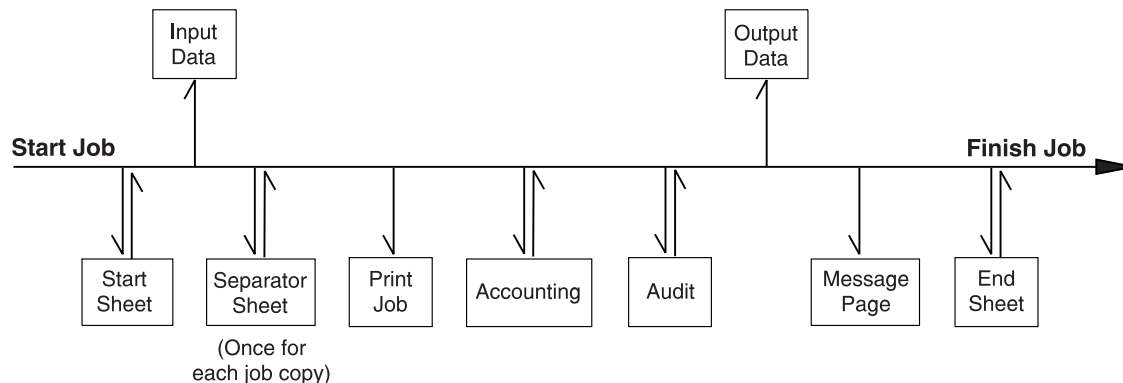 Input
Data
Output
Data
Start Job
Finish Job
Start
Sheet
Separator
Sheet
(Once for
each job copy)
Print
Job
Accounting
Audit
Message
Page
End
Sheet